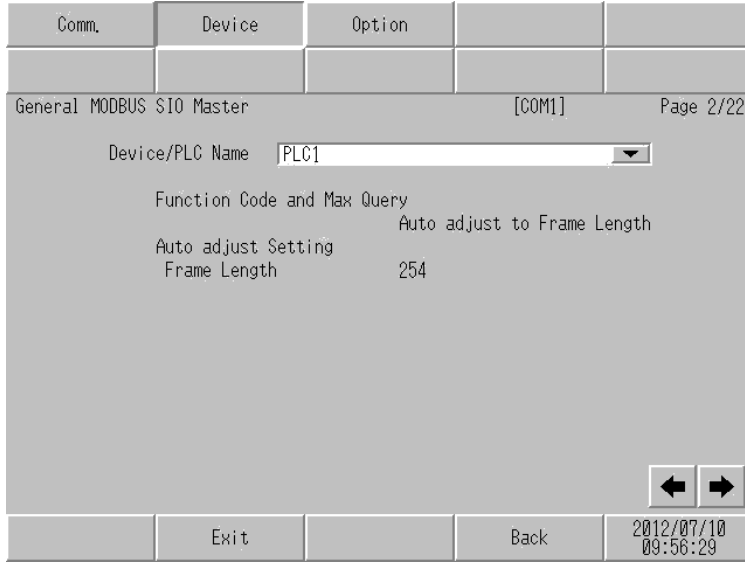 Comm. Device Option
General MODBUS SIO Master [COM1] Page 2/22
Device/PLC Name PLC1
Function Code and Max Query
Auto adjust to Frame Length
Auto adjust Setting
Frame Length 254
Exit Back 2012/07/10
09:56:29